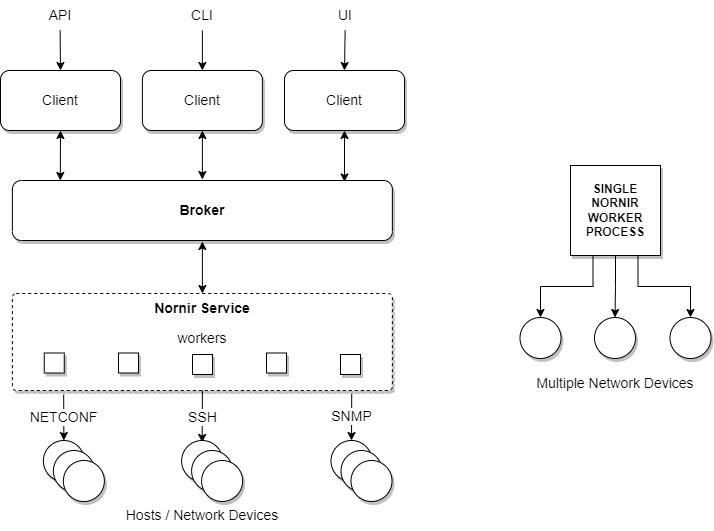 API
CLI
UI
Client
Client
Client
Broker
Nornir Service
workers
NETCONF
SSH
SNMP
Hosts / Network Devices
SINGLE
NORNIR
WORKER
PROCESS
Multiple Network Devices